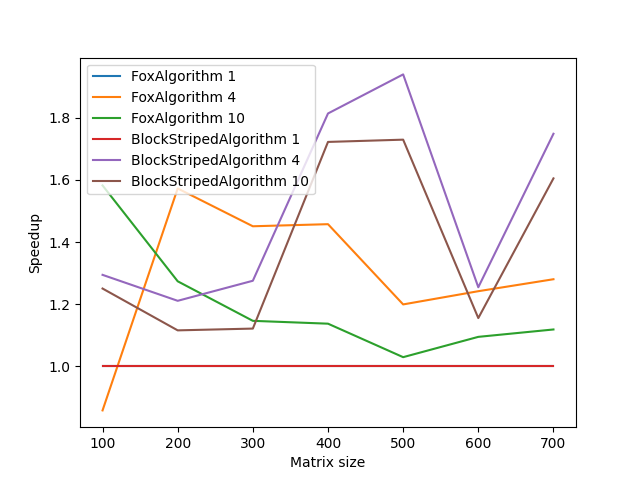 FoxAlgorithm 1
FoxAlgorithm 4
FoxAlgorithm 10
BlockStripedAlgorithm 1
BlockStripedAlgorithm 4
BlockStripedAlgorithm 10
1.8
1.6
1.4
1.2
1.0
Speedup
100 200 300 400 500 600 700
Matrix size